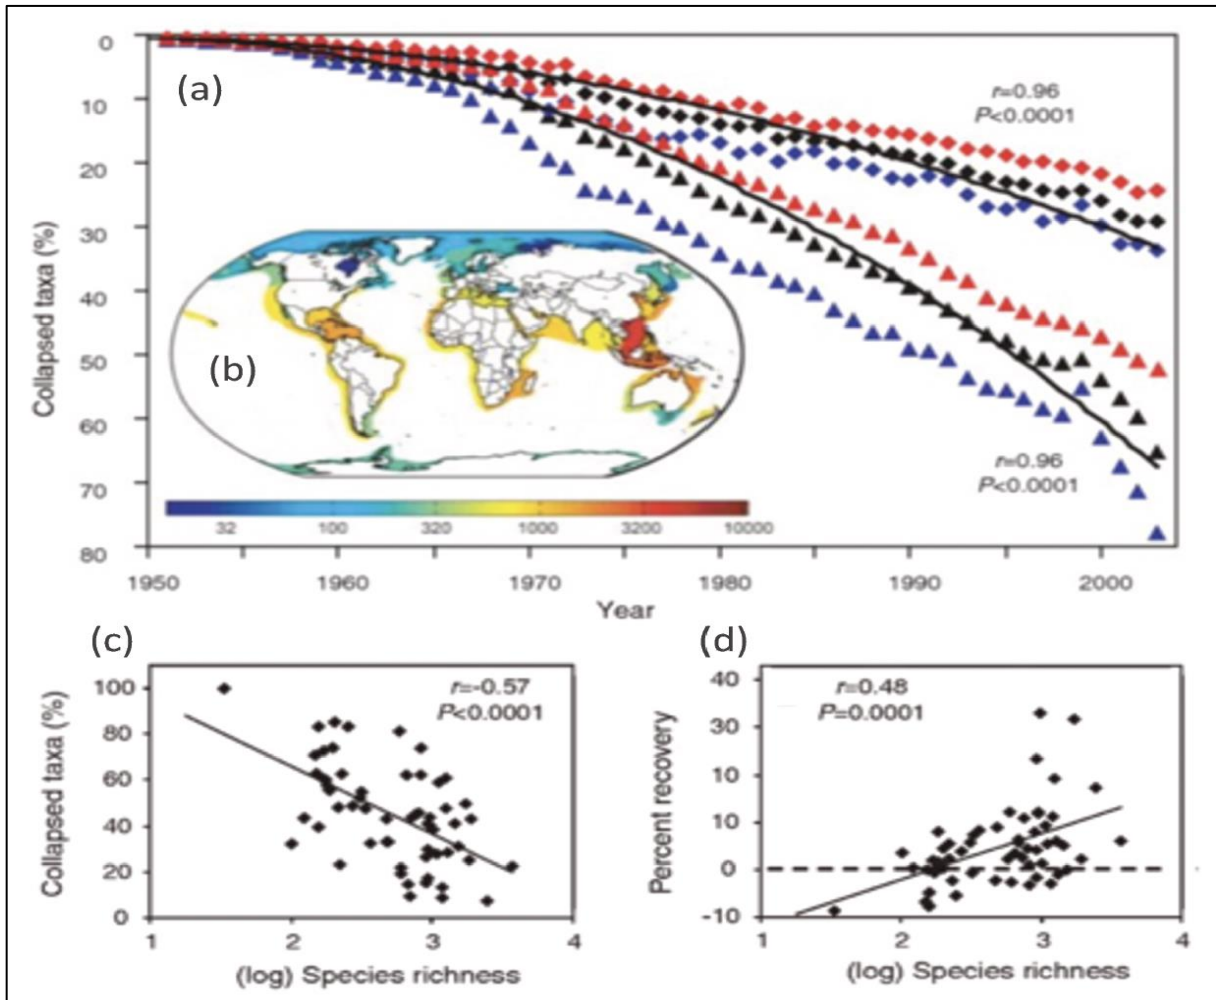 (a)
r=0.96
P<0.0001
Collapsed taxa (%)
0
10
20
30
40
50
60
70
80
(b)
r=0.96
P<0.0001
32 100 320 1000 3200 10000
1950 1960 1970 1980 1990 2000
Year
(c)
Collapsed taxa (%)
100
80
60
40
20
0
r=-0.57
P<0.0001
1 2 3 4
(log) Species richness
(d)
Percent recovery
40
30
10
10
0
-10
r=0.48
P=0.0001
1 2 3 4
(log) Species richness